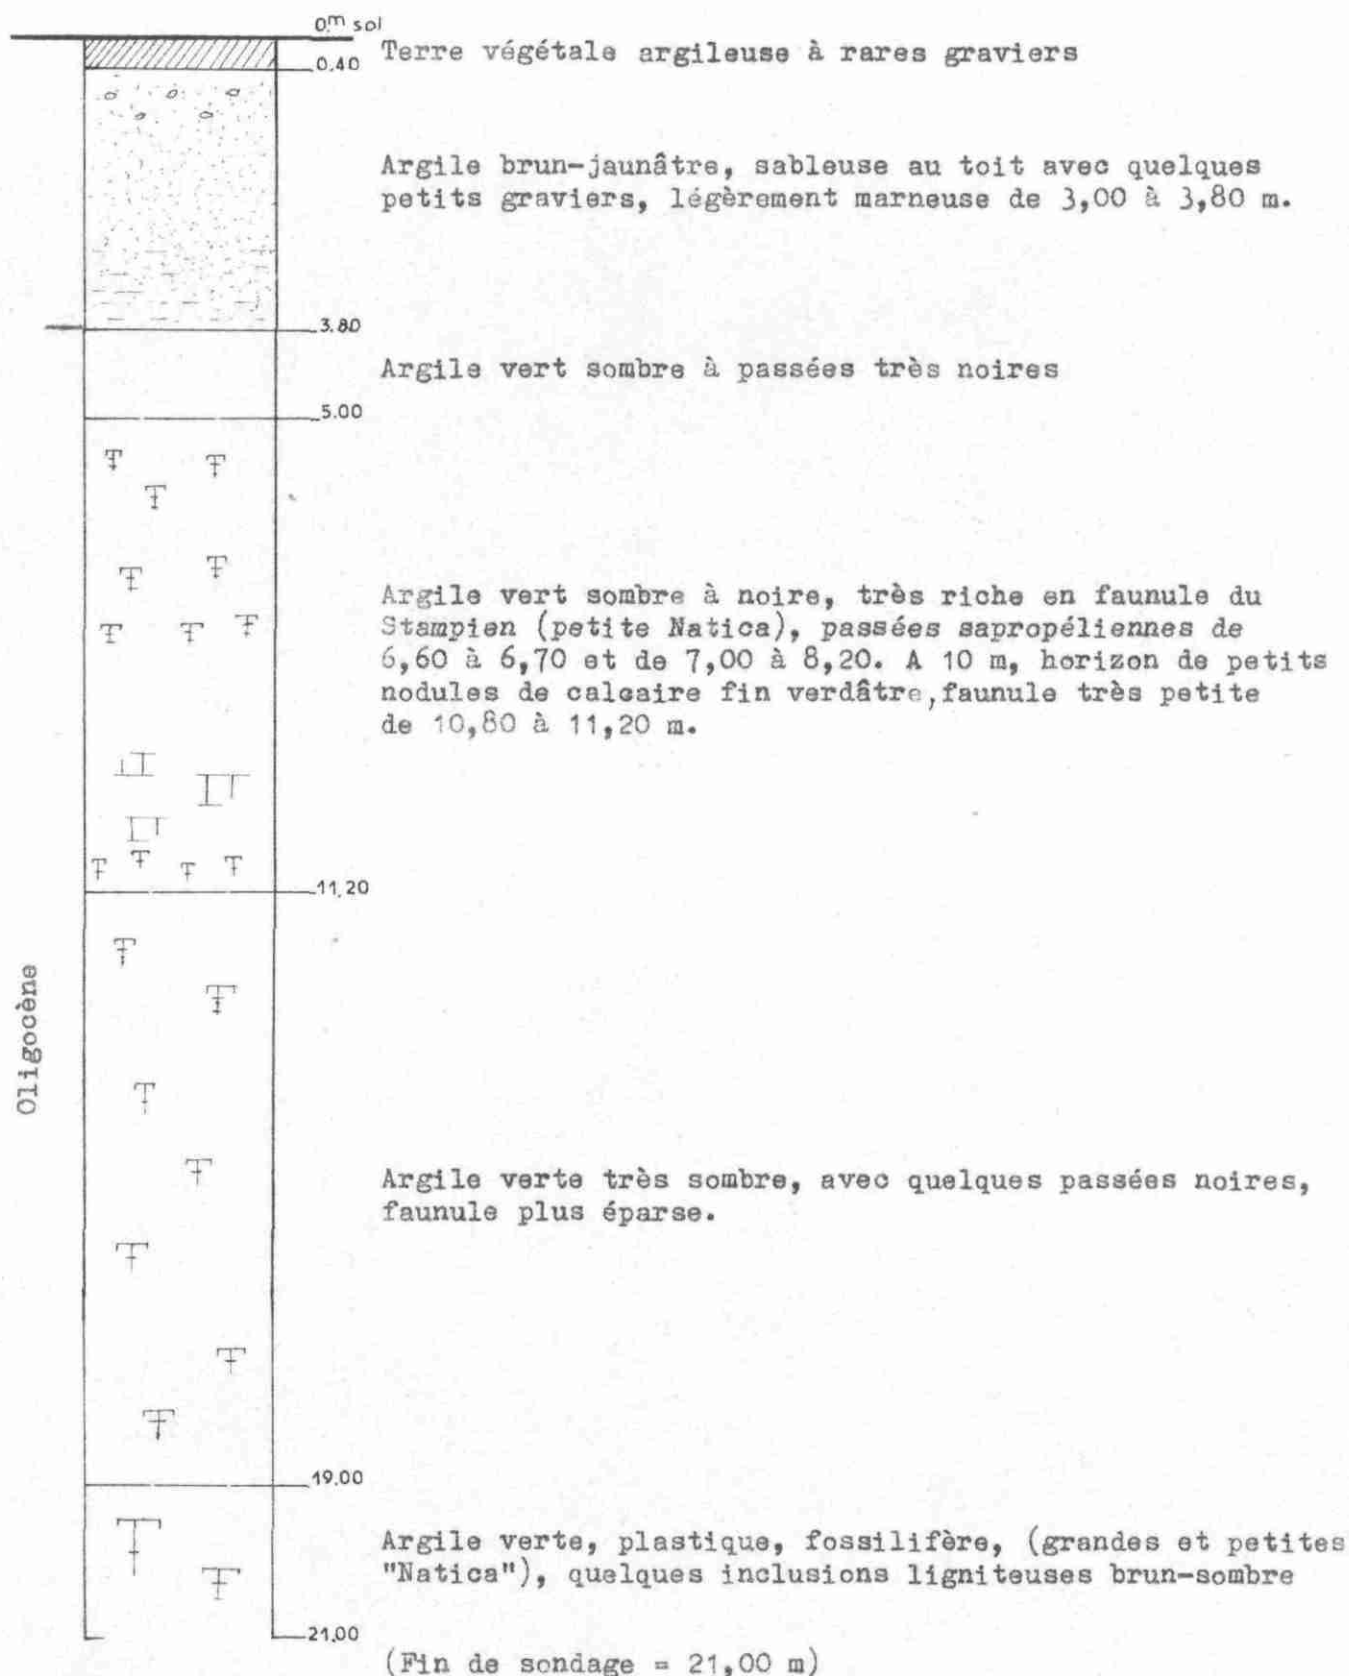 0m sol
Terre végétale argileuse à rares graviers
0.40
Argile brun-jaunâtre, sableuse au toit avec quelques
petits graviers, légèrement marneuse de 3,00 à 3,80 m.
3.80
Argile vert sombre à passées très noires
5.00
Argile vert sombre à noire, très riche en faunule du
Stampien (petite Natica), passées sapropéliennes de
6,60 à 6,70 et de 7,00 à 8,20. A 10 m, horizon de petits
nodules de calcaire fin verdâtre, faunule très petite
de 10,80 à 11,20 m.
11,20
Oligocène
Argile verte très sombre, avec quelques passées noires,
faunule plus éparse.
19.00
Argile verte, plastique, fossilifère, (grandes et petites
"Natica"), quelques inclusions ligniteuses brun-sombre
21,00
(Fin de sondage = 21,00 m)